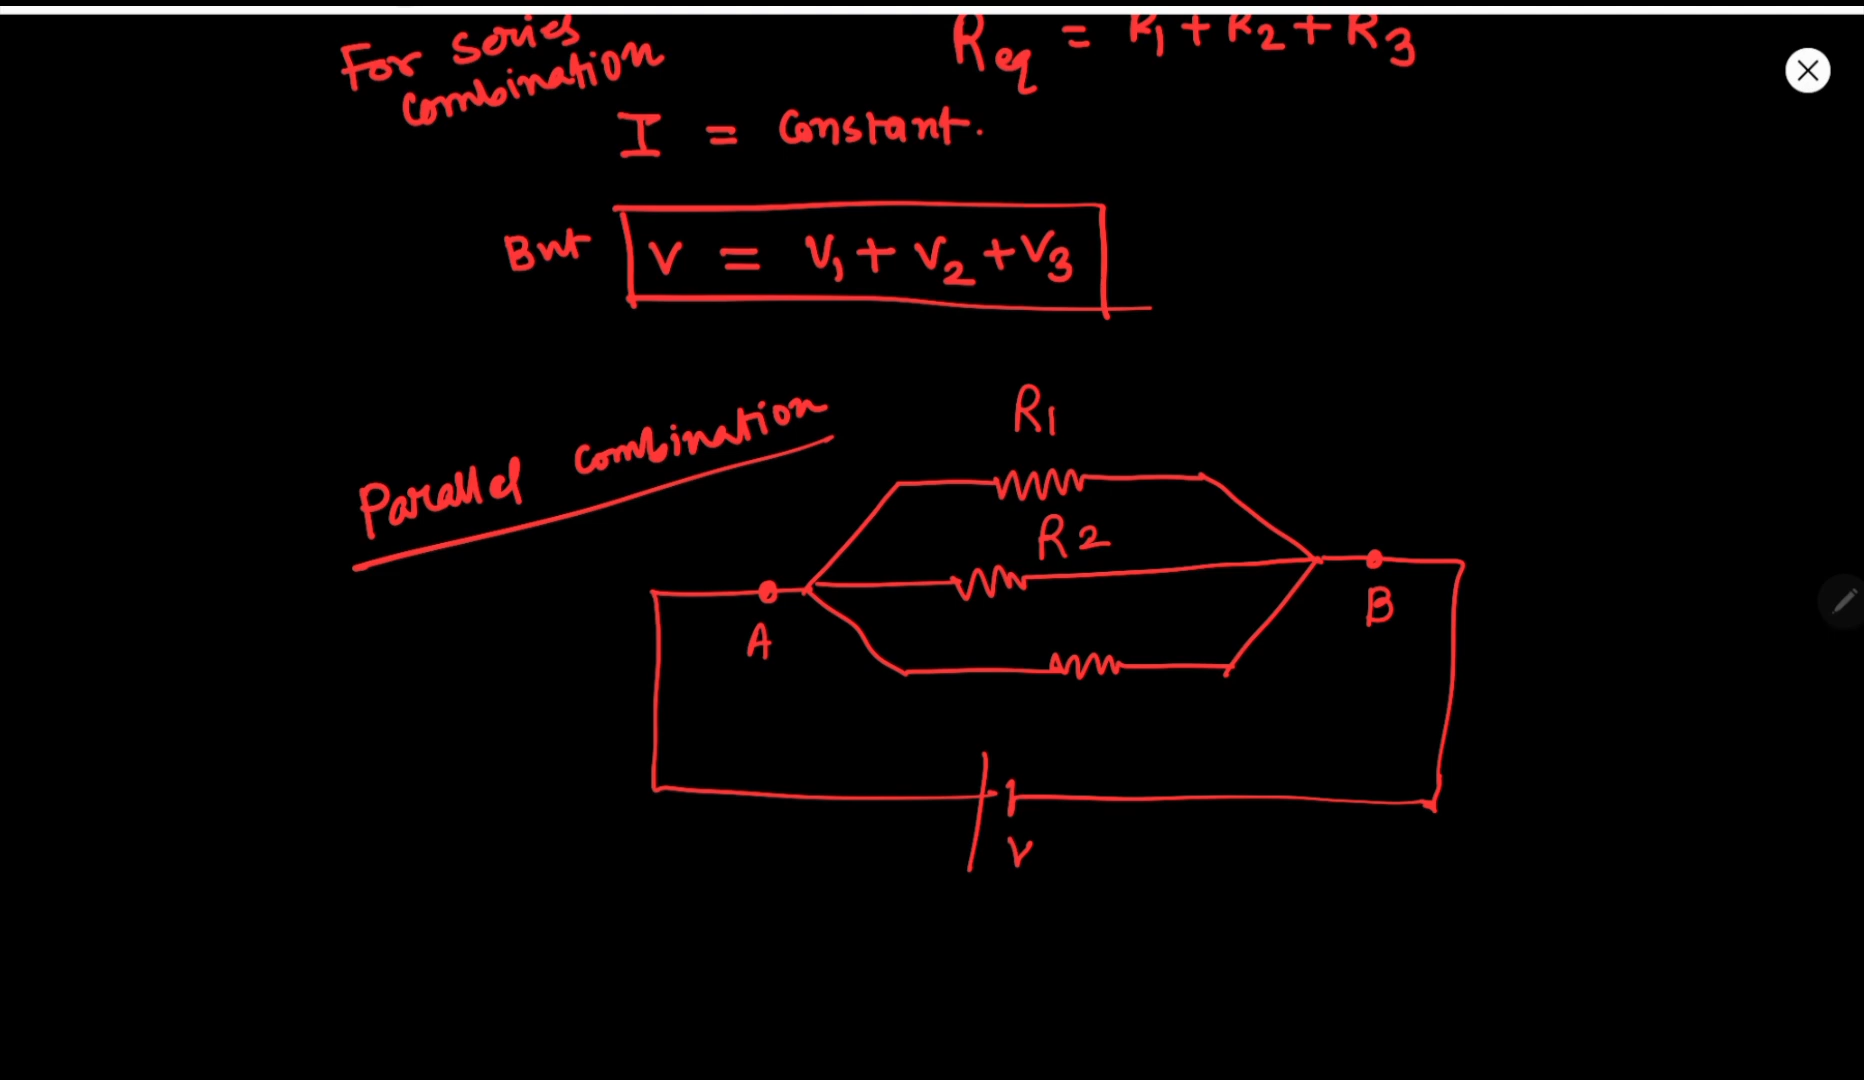 For series
combination
Req = R1 + R2 + R3
I = constant.
But V = V1 + V2 + V3
Parallel combination
R1
R2
A
B
V